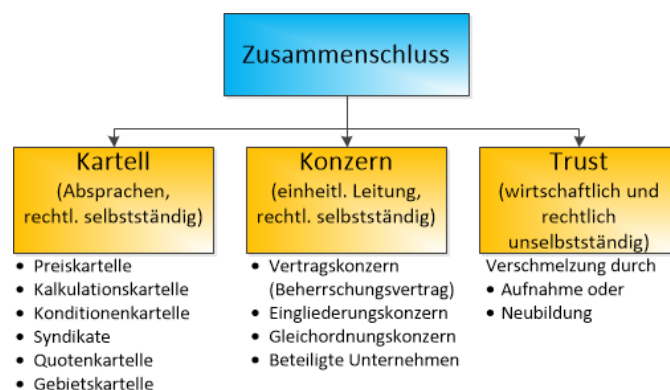 Zusammenschluss
Kartell
(Absprachen,
rechtl. selbstständig)
• Preiskartelle
• Kalkulationskartelle
• Konditionenkartelle
• Syndikate
• Quotenkartelle
• Gebietskartelle
Konzern
(einheitl. Leitung,
rechtl. selbstständig)
• Vertragskonzern
(Beherrschungsvertrag)
• Eingliederungskonzern
• Gleichordnungskonzern
• Beteiligte Unternehmen
Trust
(wirtschaftlich und
rechtlich
unselbstständig)
Verschmelzung durch
• Aufnahme oder
• Neubildung